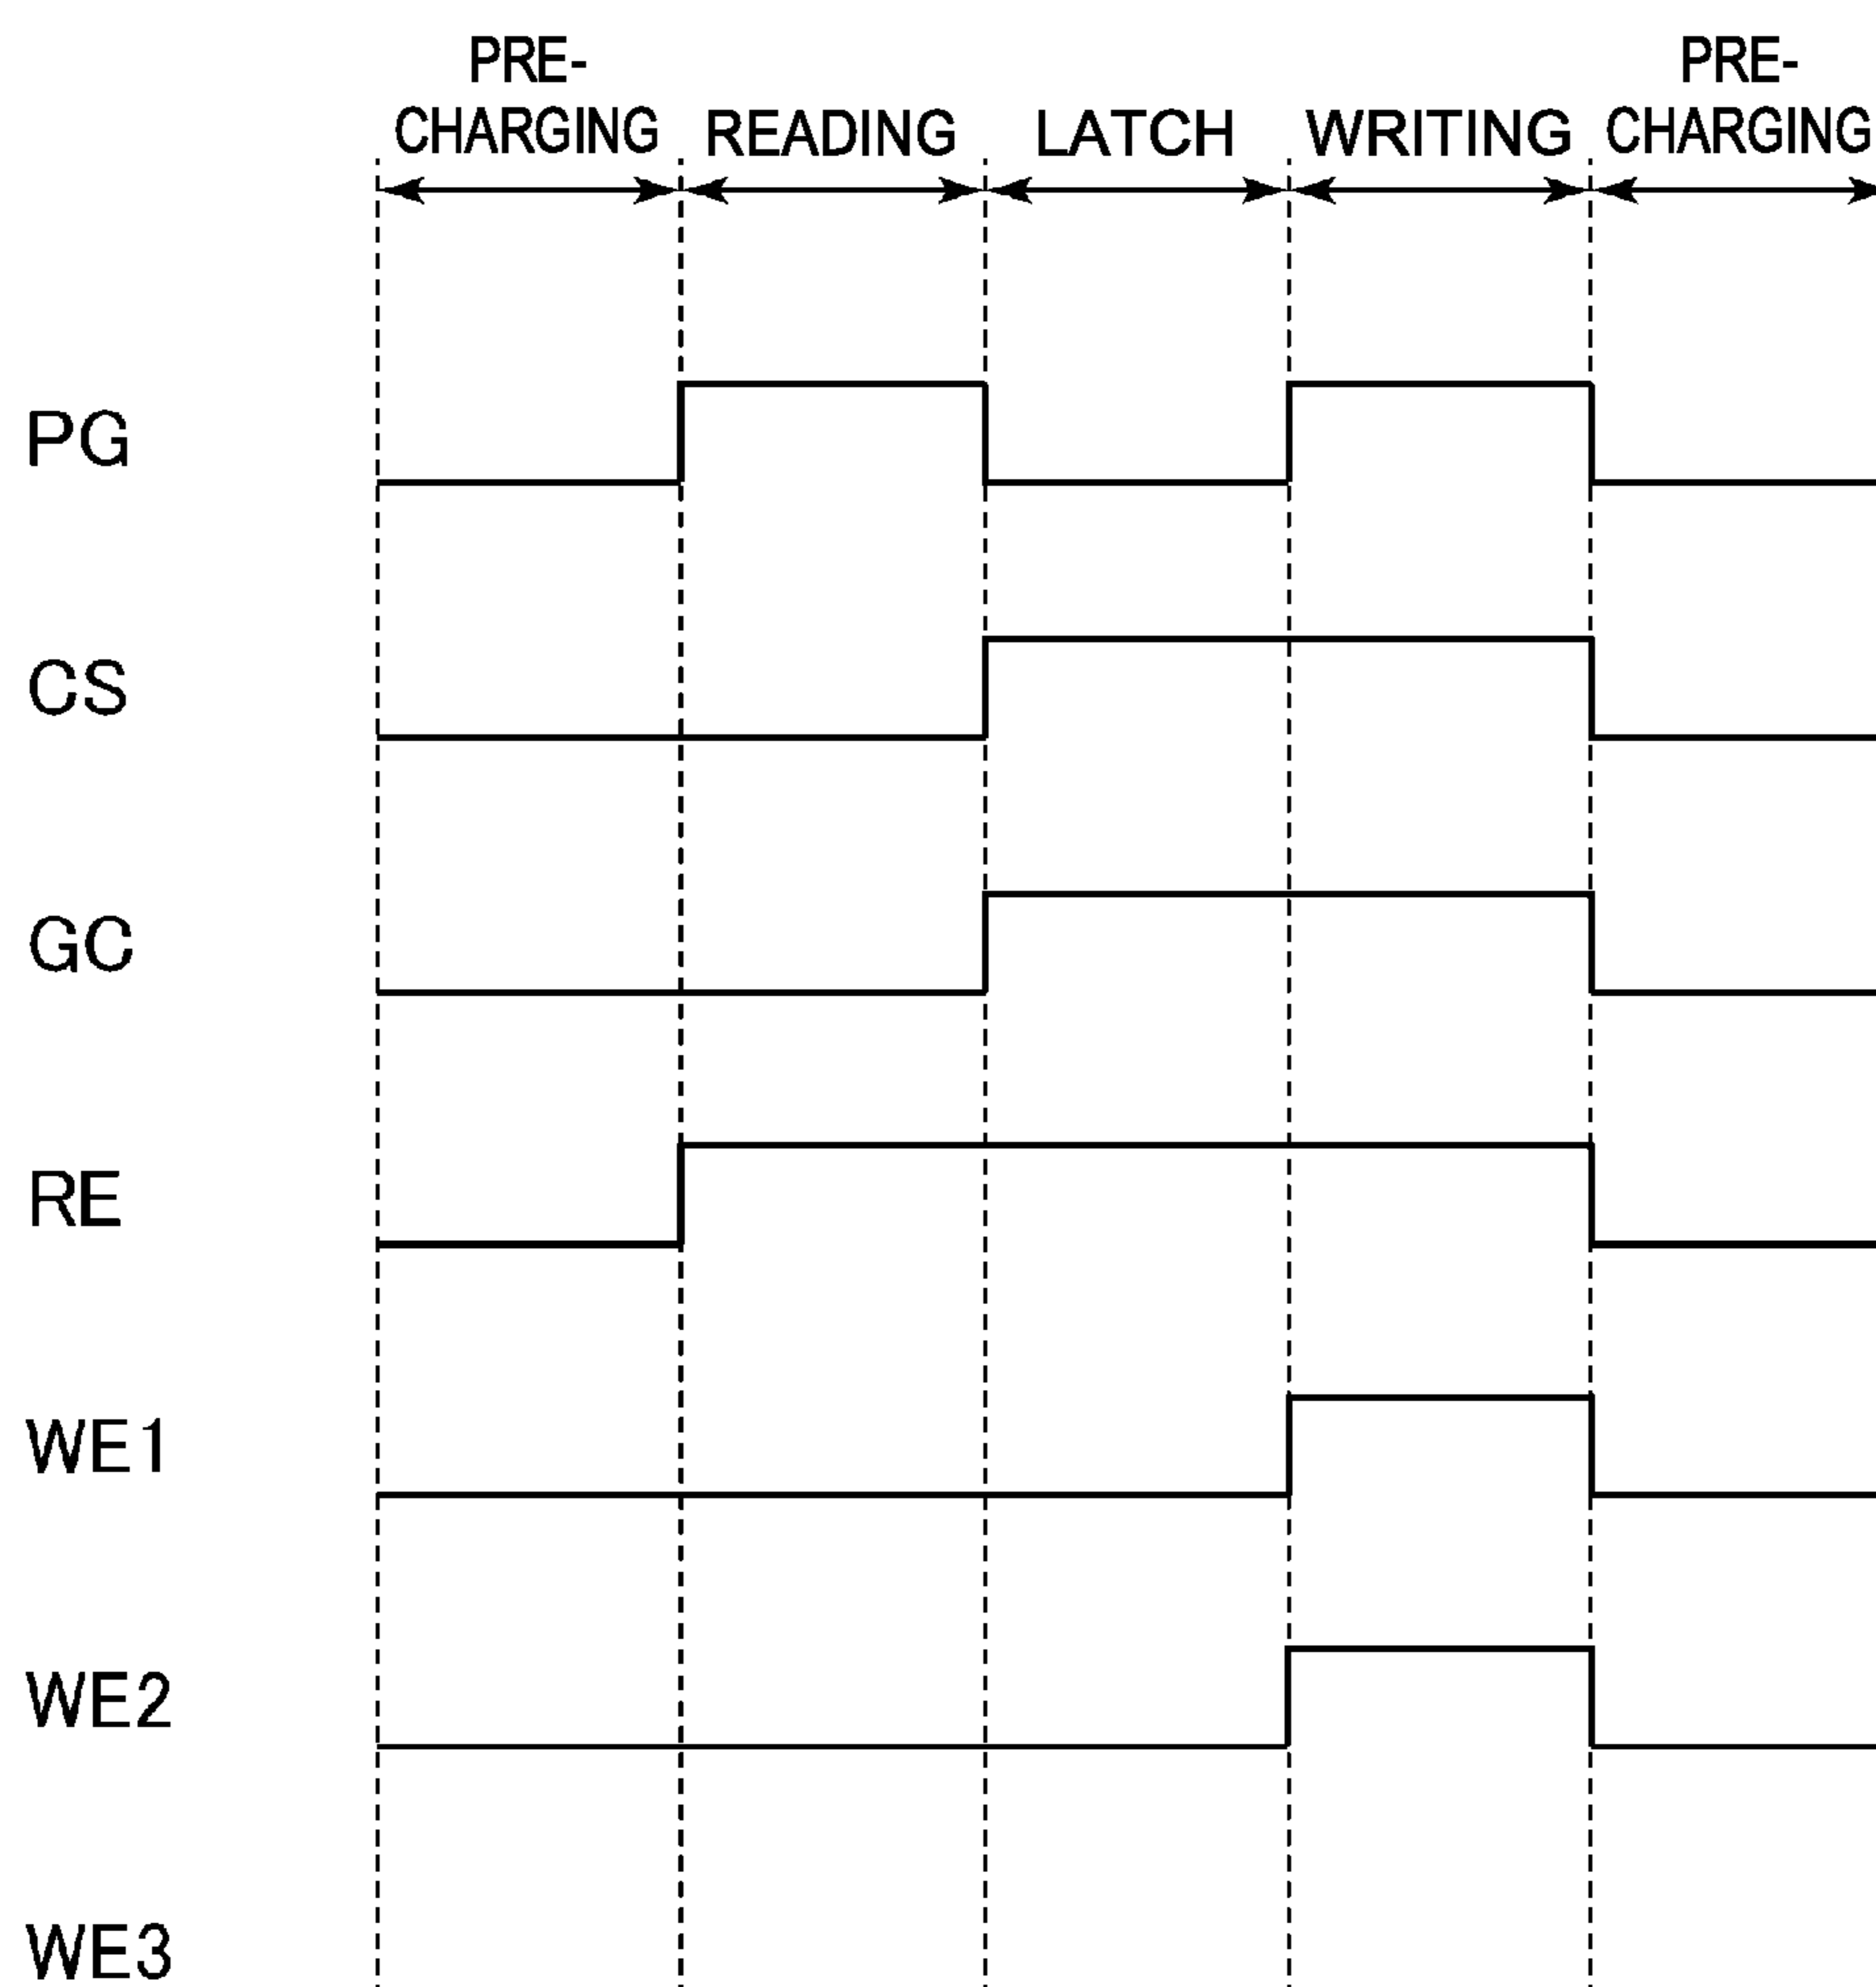 PRE-
CHARGING
READING
LATCH
WRITING
PRE-
CHARGING
PG
CS
GC
RE
WE1
WE2
WE3